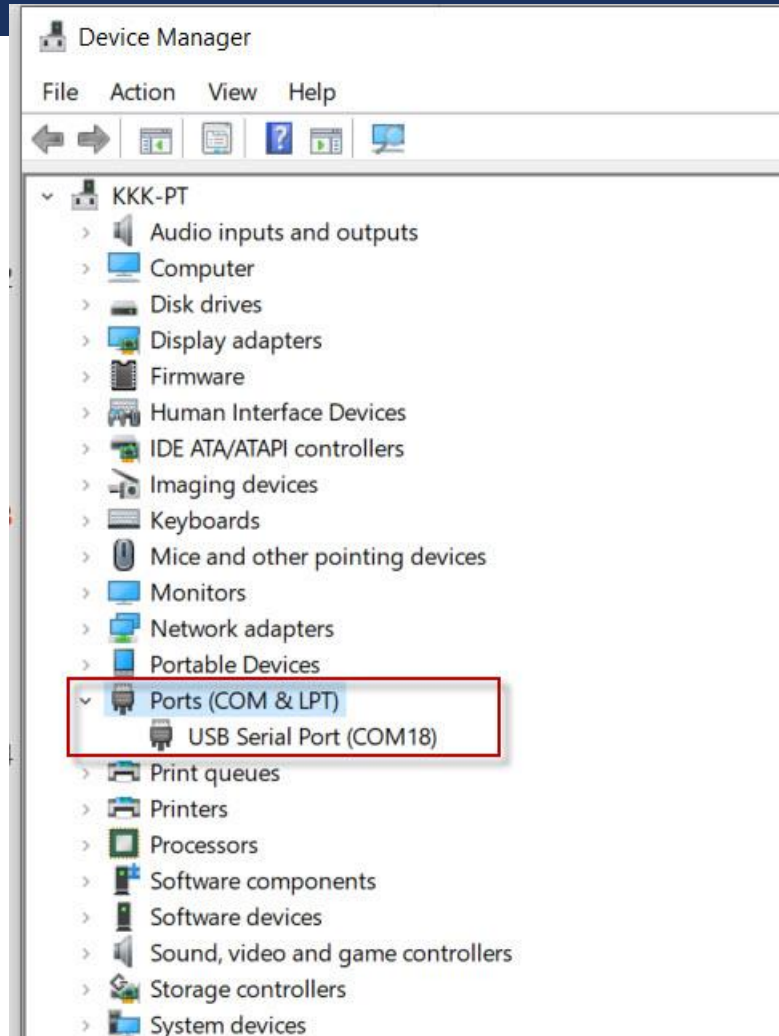 Device Manager
File Action View Help
KKK-PT
Audio inputs and outputs
Computer
Disk drives
Display adapters
Firmware
Human Interface Devices
IDE ATA/ATAPI controllers
Imaging devices
Keyboards
Mice and other pointing devices
Monitors
Network adapters
Portable Devices
Ports (COM & LPT)
USB Serial Port (COM18)
Print queues
Printers
Processors
Software components
Software devices
Sound, video and game controllers
Storage controllers
System devices